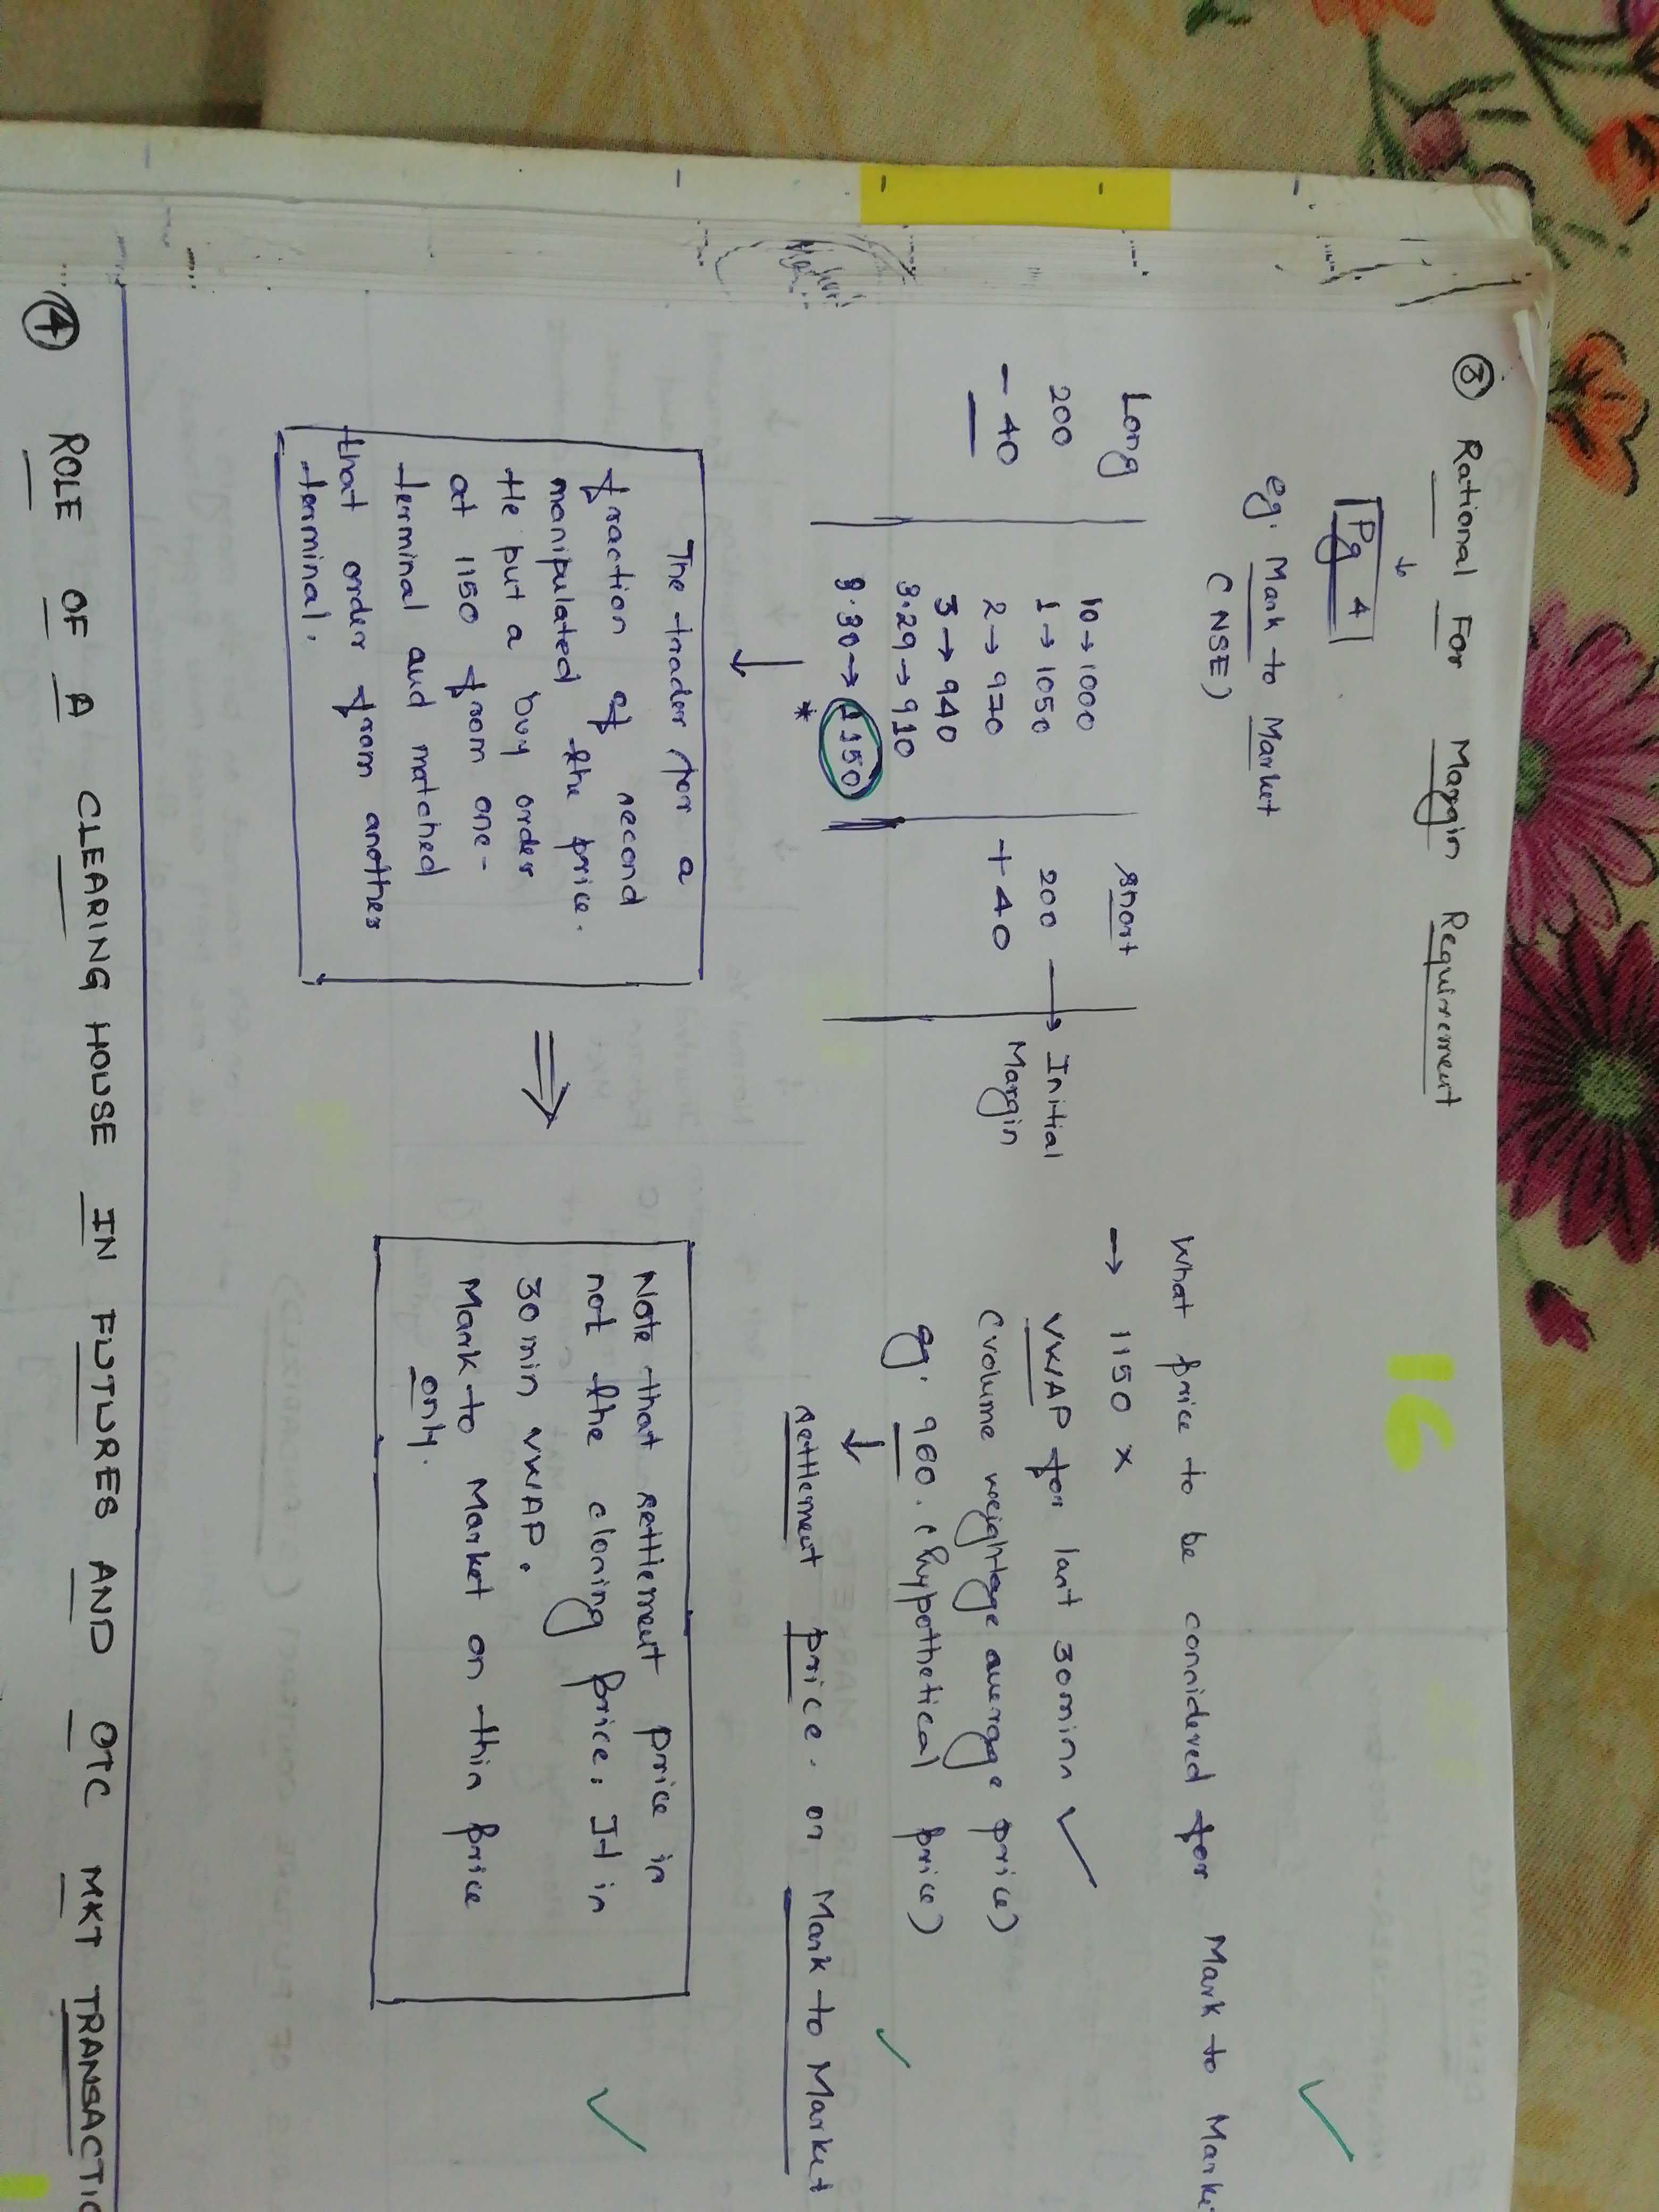 16
③ Rational For Margin Requirement
Pg 4
eg. Mark to Market
(NSE)
Long
200
- 40
10 → 1000
1 → 1050
2 → 970
3 → 940
3.29 → 910
3.30 → 1150
*
Short
200 → Initial
Margin
+ 40
The trader for a
fraction of second
manipulated the price.
He put a buy order
at 1150 from one-
terminal and matched
that order from another
terminal.
What price to be considered for Mark to
→ 1150 x
VWAP for last 30mins ✓
(Volume weightage average price)
eg. 960. (hypothetical price)
settlement price. or Mark to Market
Note that settlement price is
not the closing price. It is
30 min VWAP.
Mark to Market on this price
only.
④ ROLE OF A CLEARING HOUSE IN FUTURES AND OTC MKT